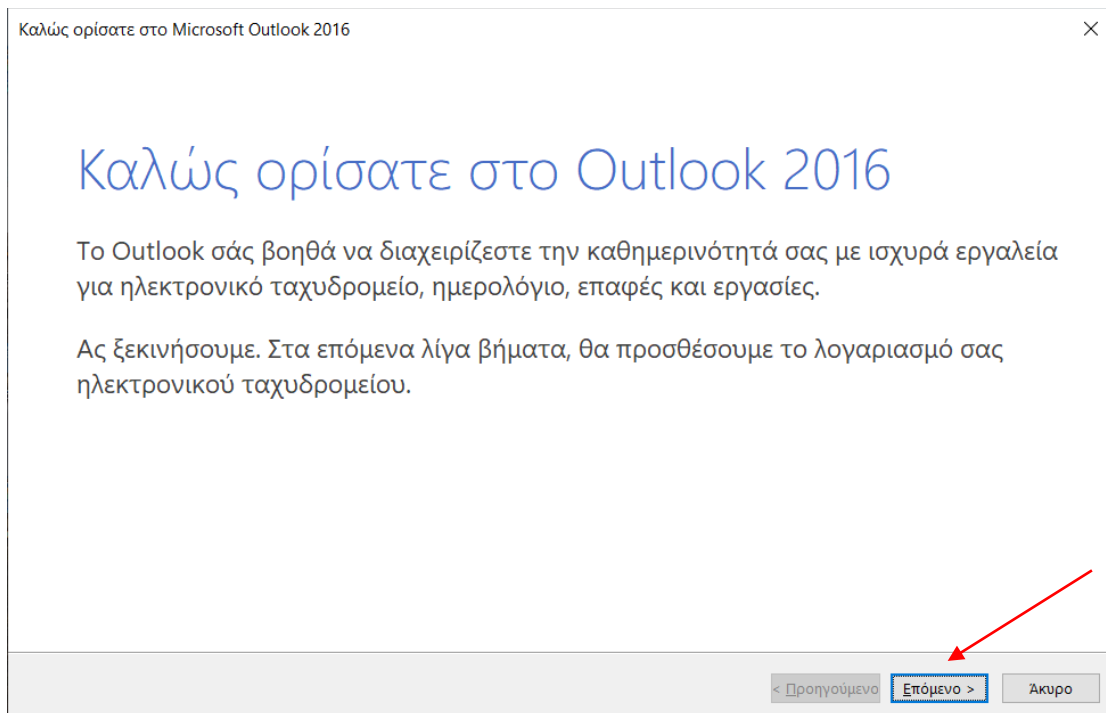 Καλώς ορίσατε στο Microsoft Outlook 2016
Καλώς ορίσατε στο Outlook 2016
Το Outlook σάς βοηθά να διαχειρίζεστε την καθημερινότητά σας με ισχυρά εργαλεία
για ηλεκτρονικό ταχυδρομείο, ημερολόγιο, επαφές και εργασίες.
Ας ξεκινήσουμε. Στα επόμενα λίγα βήματα, θα προσθέσουμε το λογαριασμό σας
ηλεκτρονικού ταχυδρομείου.
< Προηγούμενο Επόμενο > Άκυρο